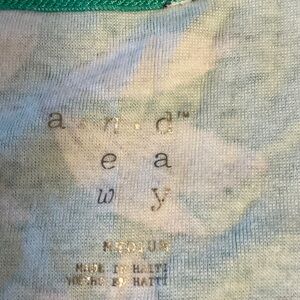 a·n·d™
e a
w y
MEDIUM
MADE IN HAITI
HECHO EN HAITI